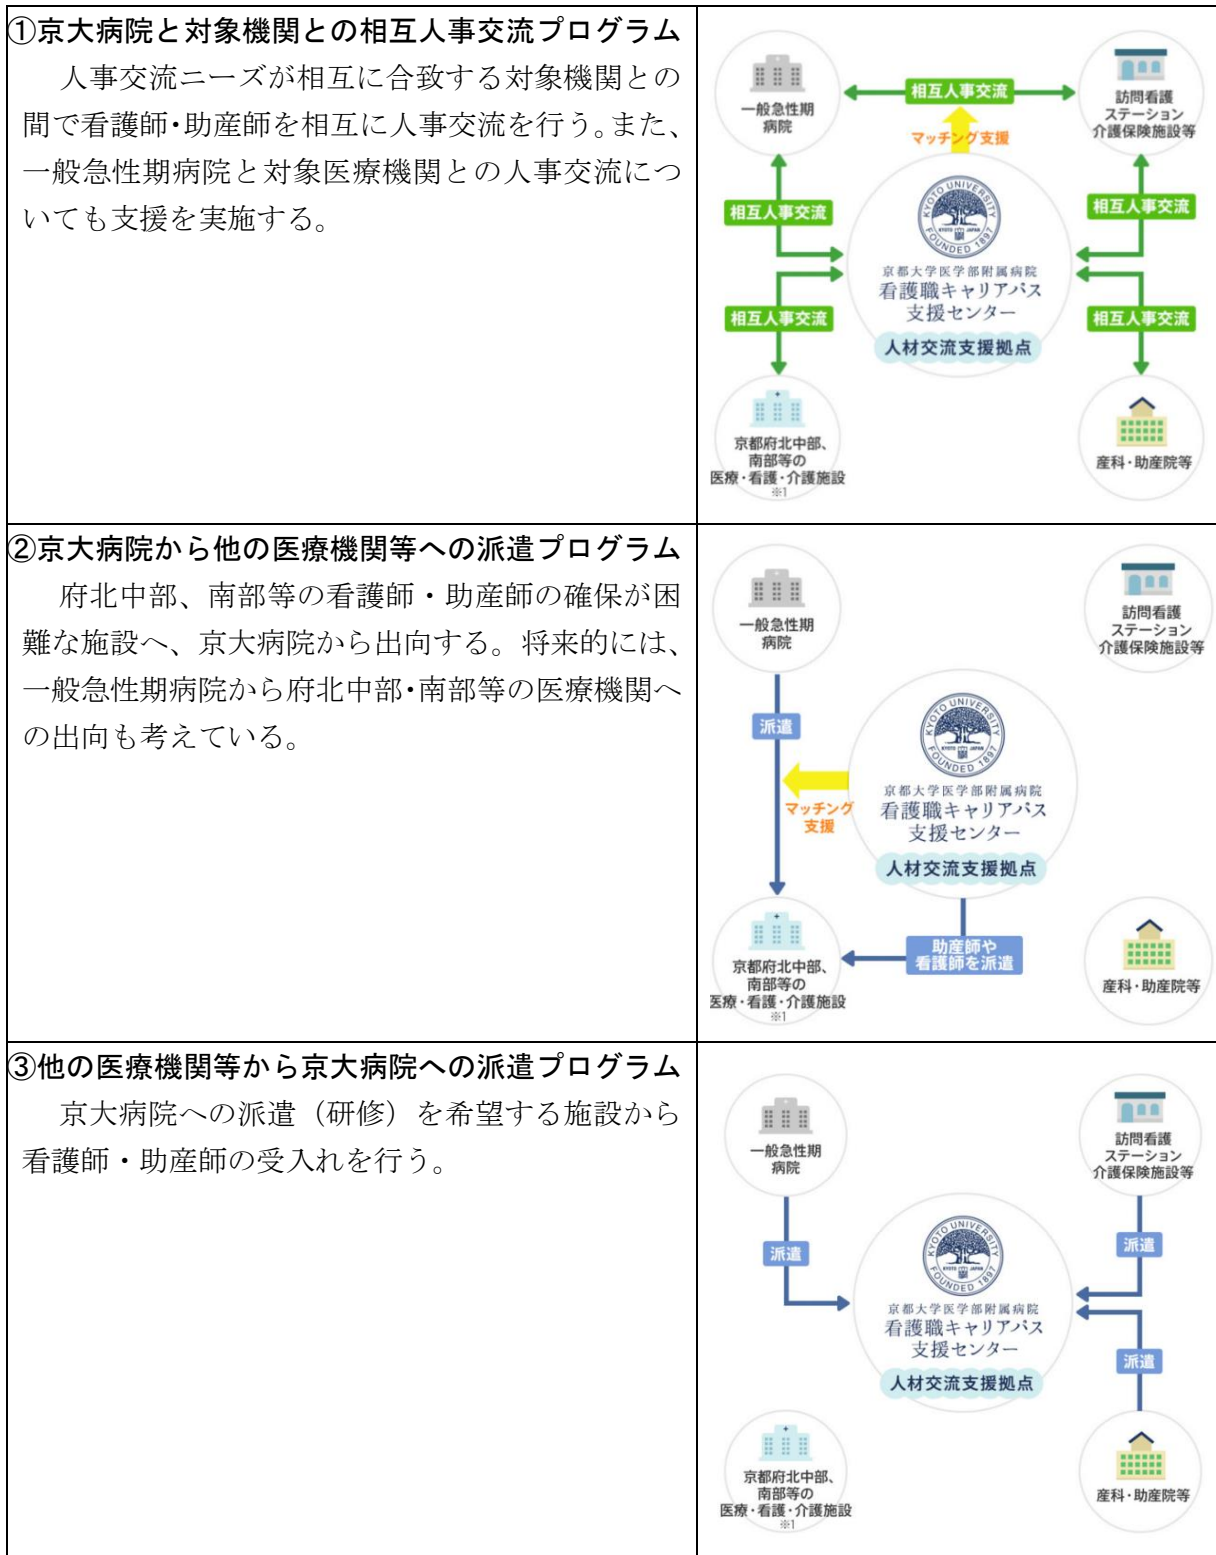 ①京大病院と対象機関との相互人事交流プログラム
人事交流ニーズが相互に合致する対象機関との
間で看護師・助産師を相互に人事交流を行う。また、
一般急性期病院と対象医療機関との人事交流につ
いても支援を実施する。
一般急性期
病院
相互人事交流
マッチング支援
訪問看護
ステーション
介護保険施設等
相互人事交流
相互人事交流
KYOTO UNIVERSITY
KYOTO JAPAN
FOUNDED 1897
京都大学医学部附属病院
看護職キャリアパス
支援センター
人材交流支援拠点
相互人事交流
相互人事交流
京都府北中部、
南部等の
医療・看護・介護施設
※1
産科・助産院等
②京大病院から他の医療機関等への派遣プログラム
府北中部、南部等の看護師・助産師の確保が困
難な施設へ、京大病院から出向する。将来的には、
一般急性期病院から府北中部・南部等の医療機関へ
の出向も考えている。
一般急性期
病院
訪問看護
ステーション
介護保険施設等
派遣
マッチング
支援
KYOTO UNIVERSITY
KYOTO JAPAN
FOUNDED 1897
京都大学医学部附属病院
看護職キャリアパス
支援センター
人材交流支援拠点
助産師や
看護師を派遣
京都府北中部、
南部等の
医療・看護・介護施設
※1
産科・助産院等
③他の医療機関等から京大病院への派遣プログラム
京大病院への派遣（研修）を希望する施設から
看護師・助産師の受入れを行う。
一般急性期
病院
訪問看護
ステーション
介護保険施設等
派遣
派遣
KYOTO UNIVERSITY
KYOTO JAPAN
FOUNDED 1897
京都大学医学部附属病院
看護職キャリアパス
支援センター
人材交流支援拠点
派遣
京都府北中部、
南部等の
医療・看護・介護施設
※1
産科・助産院等